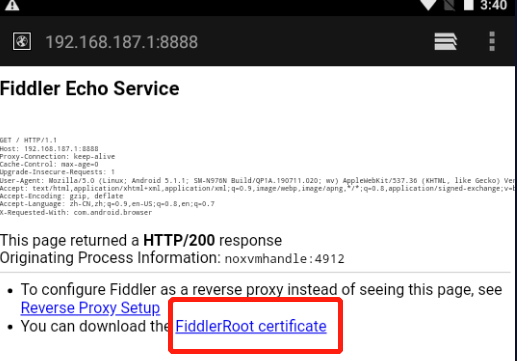 3:40
192.168.187.1:8888
Fiddler Echo Service
GET / HTTP/1.1
Host: 192.168.187.1:8888
Proxy-Connection: keep-alive
Cache-Control: max-age=0
Upgrade-Insecure-Requests: 1
User-Agent: Mozilla/5.0 (Linux; Android 5.1.1; SM-N976N Build/QP1A.190711.020; wv) AppleWebKit/537.36 (KHTML, like Gecko) Ver
Accept: text/html,application/xhtml+xml,application/xml;q=0.9,image/webp,image/apng,*/*;q=0.8,application/signed-exchange;v=b
Accept-Encoding: gzip, deflate
Accept-Language: zh-CN,zh;q=0.9,en-US;q=0.8,en;q=0.7
X-Requested-With: com.android.browser
This page returned a HTTP/200 response
Originating Process Information: noxvmhandle:4912
• To configure Fiddler as a reverse proxy instead of seeing this page, see
Reverse Proxy Setup
• You can download the FiddlerRoot certificate